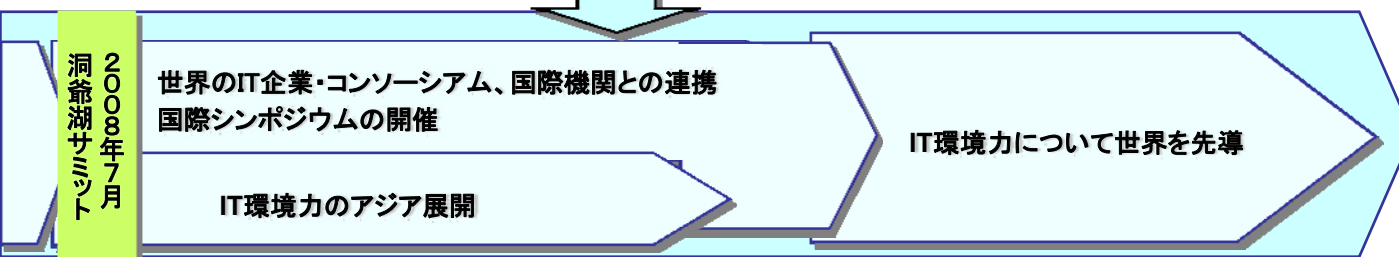 ２００８年７月
洞爺湖サミット
世界のIT企業・コンソーシアム、国際機関との連携
国際シンポジウムの開催
IT環境力のアジア展開
IT環境力について世界を先導